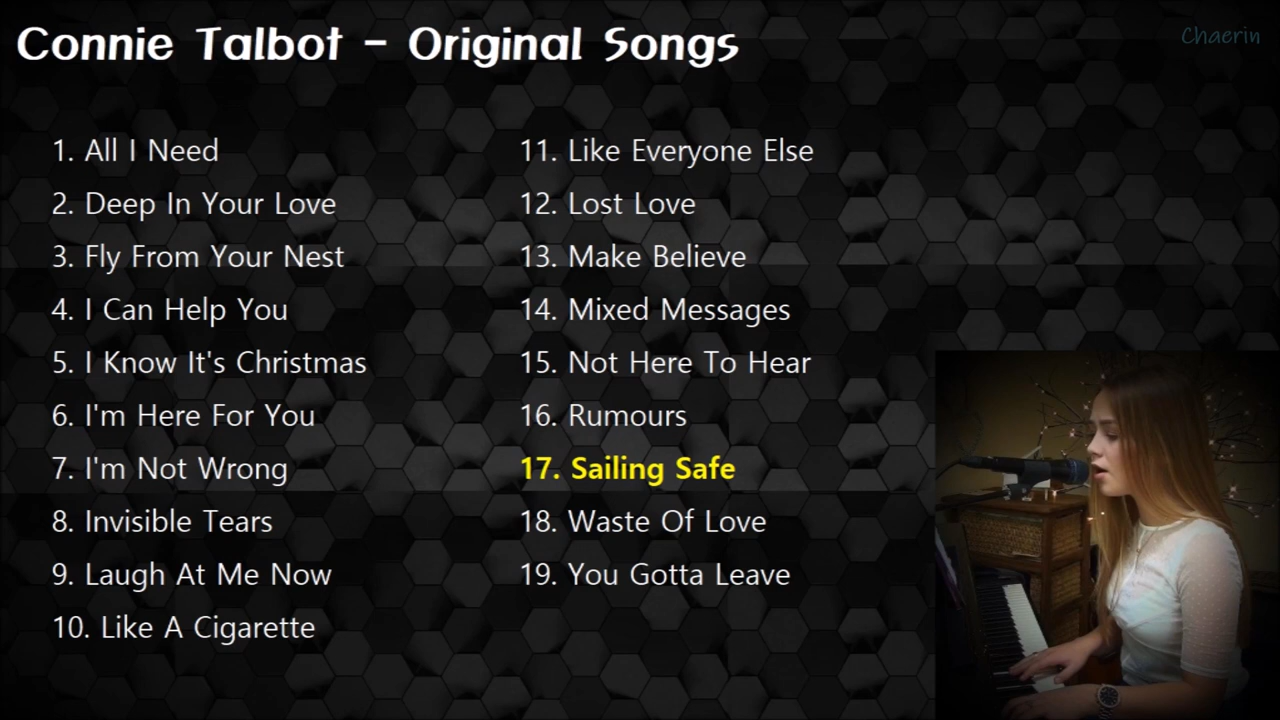 Connie Talbot - Original Songs
Chaerin
1. All I Need
2. Deep In Your Love
3. Fly From Your Nest
4. I Can Help You
5. I Know It's Christmas
6. I'm Here For You
7. I'm Not Wrong
8. Invisible Tears
9. Laugh At Me Now
10. Like A Cigarette
11. Like Everyone Else
12. Lost Love
13. Make Believe
14. Mixed Messages
15. Not Here To Hear
16. Rumours
17. Sailing Safe
18. Waste Of Love
19. You Gotta Leave